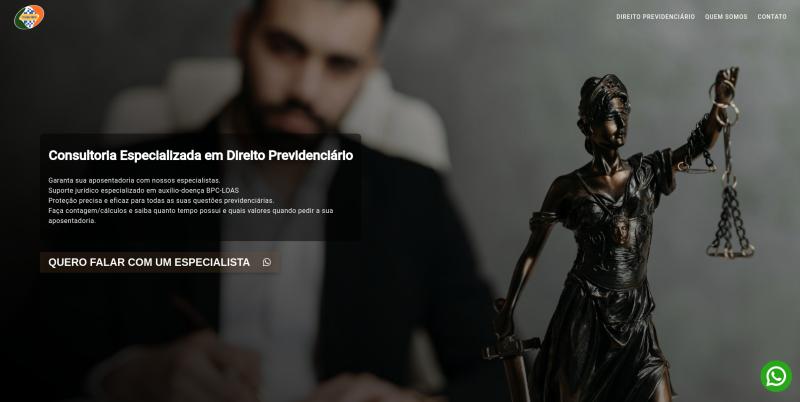 DIREITO PREVIDENCIÁRIO QUEM SOMOS CONTATO
Consultoria Especializada em Direito Previdenciário
Garanta sua aposentadoria com nossos especialistas.
Suporte jurídico especializado em auxílio-doença BPC-LOAS
Proteção precisa e eficaz para todas as suas questões previdenciárias.
Faça contagem/cálculos e saiba quanto tempo possui e quais valores quando pedir a sua
aposentadoria.
QUERO FALAR COM UM ESPECIALISTA